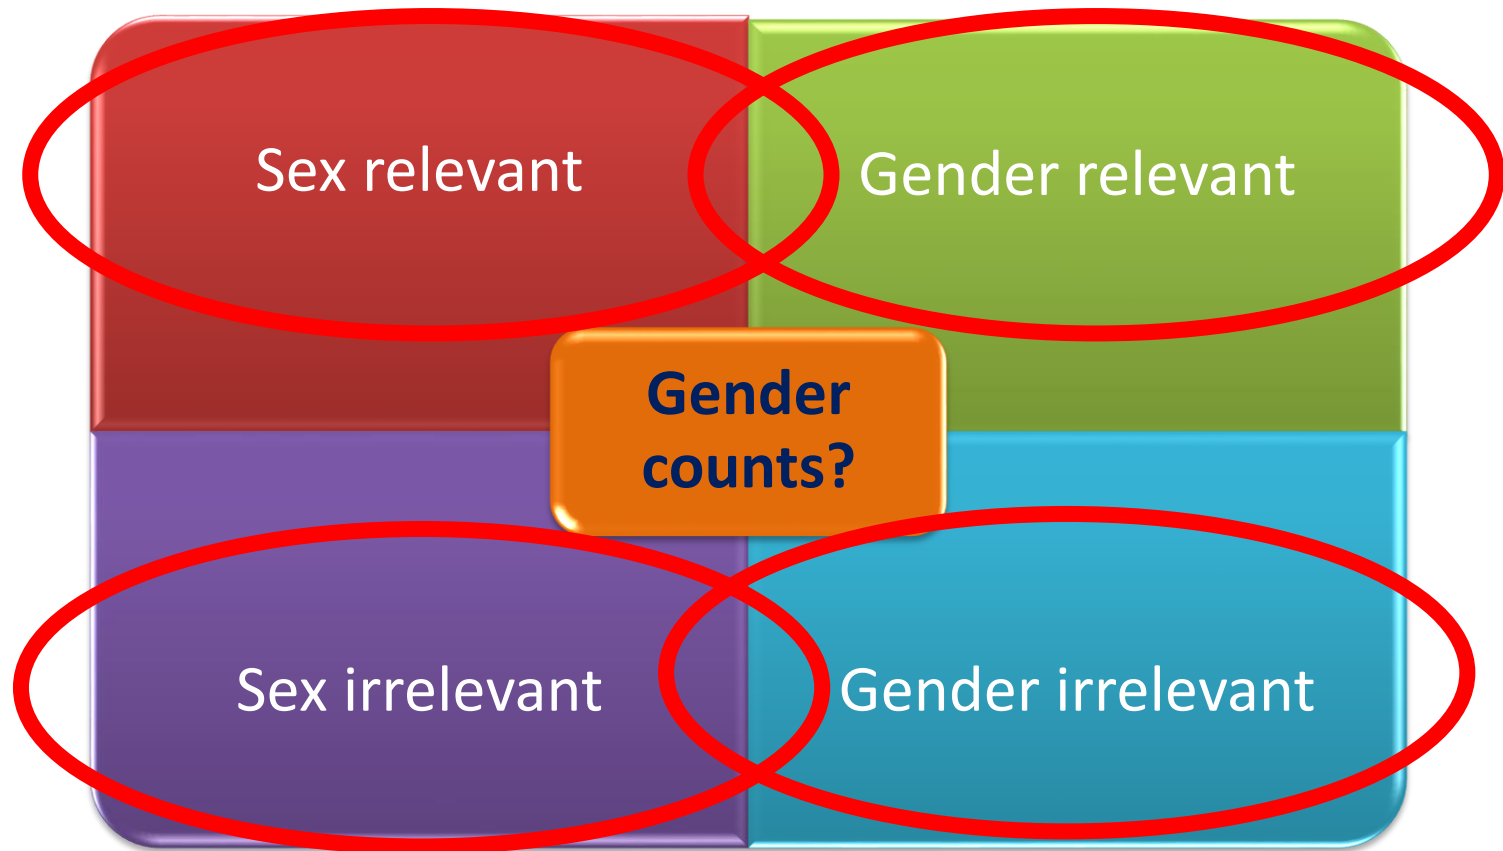 Sex relevant
Gender relevant
Gender
counts?
Sex irrelevant
Gender irrelevant